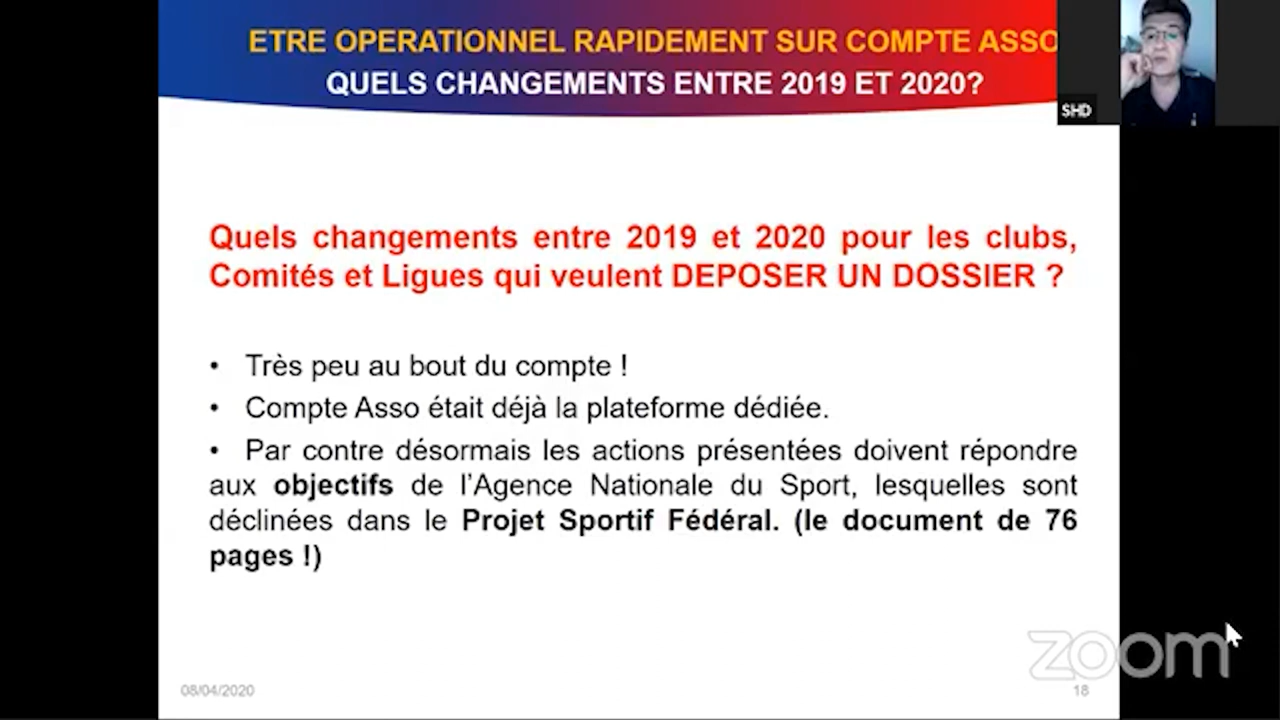 ETRE OPERATIONNEL RAPIDEMENT SUR COMPTE ASSO
QUELS CHANGEMENTS ENTRE 2019 ET 2020?
SHD
Quels changements entre 2019 et 2020 pour les clubs,
Comités et Ligues qui veulent DEPOSER UN DOSSIER ?
• Très peu au bout du compte !
• Compte Asso était déjà la plateforme dédiée.
• Par contre désormais les actions présentées doivent répondre
aux objectifs de l'Agence Nationale du Sport, lesquelles sont
déclinées dans le Projet Sportif Fédéral. (le document de 76
pages !)
zoom
08/04/2020
18